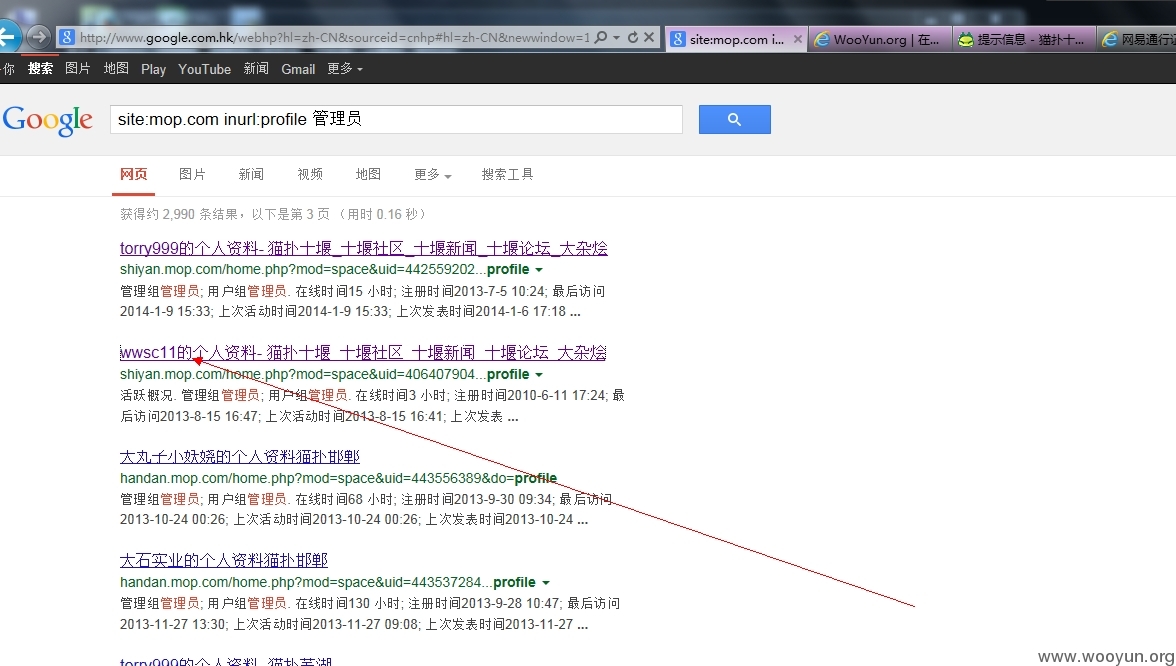 http://www.google.com.hk/webhp?hl=zh-CN&sourceid=cnhp#hl=zh-CN&newwindow=1
site:mop.com i...
WooYun.org | 在...
提示信息 - 猫扑十...
网易通行证
你 搜索 图片 地图 Play YouTube 新闻 Gmail 更多
Google
site:mop.com inurl:profile 管理员
网页 图片 新闻 视频 地图 更多 搜索工具
获得约 2,990 条结果，以下是第 3 页 （用时 0.16 秒）
torry999的个人资料- 猫扑十堰_十堰社区_十堰新闻_十堰论坛_大杂烩
shiyan.mop.com/home.php?mod=space&uid=442559202...profile
管理组管理员; 用户组管理员. 在线时间15 小时; 注册时间2013-7-5 10:24; 最后访问
2014-1-9 15:33; 上次活动时间2014-1-9 15:33; 上次发表时间2014-1-6 17:18 ...
wwsc11的个人资料- 猫扑十堰_十堰社区_十堰新闻_十堰论坛_大杂烩
shiyan.mop.com/home.php?mod=space&uid=406407904...profile
活跃概况. 管理组管理员; 用户组管理员. 在线时间3 小时; 注册时间2010-6-11 17:24; 最
后访问2013-8-15 16:47; 上次活动时间2013-8-15 16:41; 上次发表 ...
大丸子小妖娆的个人资料猫扑邯郸
handan.mop.com/home.php?mod=space&uid=443556389&do=profile
管理组管理员; 用户组管理员. 在线时间68 小时; 注册时间2013-9-30 09:34; 最后访问
2013-10-24 00:26; 上次活动时间2013-10-24 00:26; 上次发表时间2013-10-24 ...
大石实业的个人资料猫扑邯郸
handan.mop.com/home.php?mod=space&uid=443537284...profile
管理组管理员; 用户组管理员. 在线时间130 小时; 注册时间2013-9-28 10:47; 最后访问
2013-11-27 13:30; 上次活动时间2013-11-27 09:08; 上次发表时间2013-11-27 ...
torry999的个人资料- 猫扑芜湖
www.wooyun.org